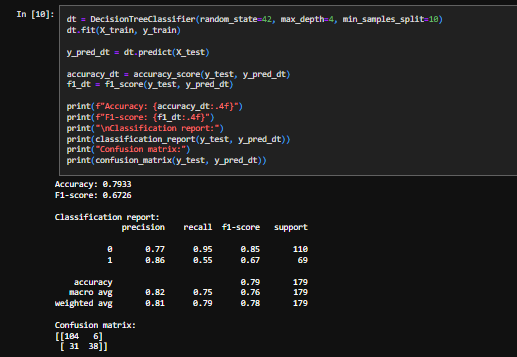 In [10]:
dt = DecisionTreeClassifier(random_state=42, max_depth=4, min_samples_split=10)
dt.fit(X_train, y_train)
y_pred_dt = dt.predict(X_test)
accuracy_dt = accuracy_score(y_test, y_pred_dt)
f1_dt = f1_score(y_test, y_pred_dt)
print(f"Accuracy: {accuracy_dt:.4f}")
print(f"F1-score: {f1_dt:.4f}")
print("\nClassification report:")
print(classification_report(y_test, y_pred_dt))
print("Confusion matrix:")
print(confusion_matrix(y_test, y_pred_dt))
Accuracy: 0.7933
F1-score: 0.6726
Classification report:
precision recall f1-score support
0 0.77 0.95 0.85 110
1 0.86 0.55 0.67 69
accuracy 0.79 179
macro avg 0.82 0.75 0.76 179
weighted avg 0.81 0.79 0.78 179
Confusion matrix:
[[104 6]
[ 31 38]]